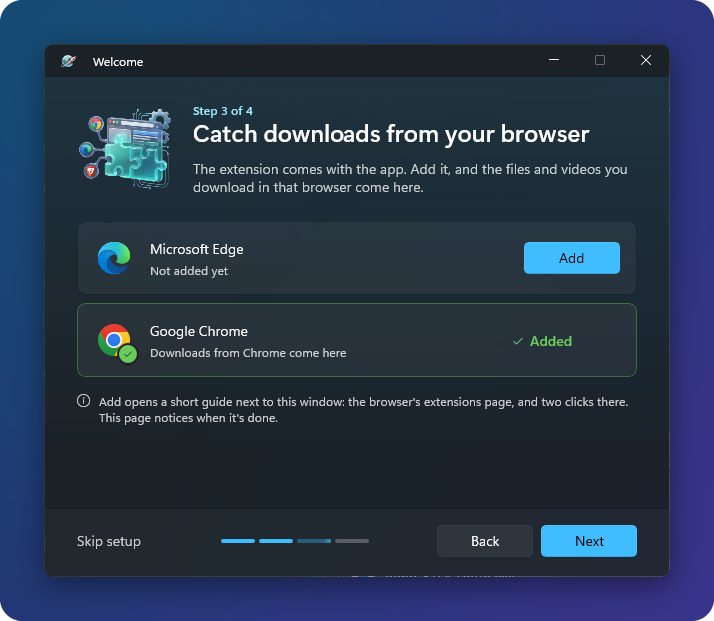 Welcome
Step 3 of 4
Catch downloads from your browser
The extension comes with the app. Add it, and the files and videos you
download in that browser come here.
Microsoft Edge
Not added yet
Add
Google Chrome
Downloads from Chrome come here
Added
Add opens a short guide next to this window: the browser's extensions page, and two clicks there.
This page notices when it's done.
Skip setup
Back
Next